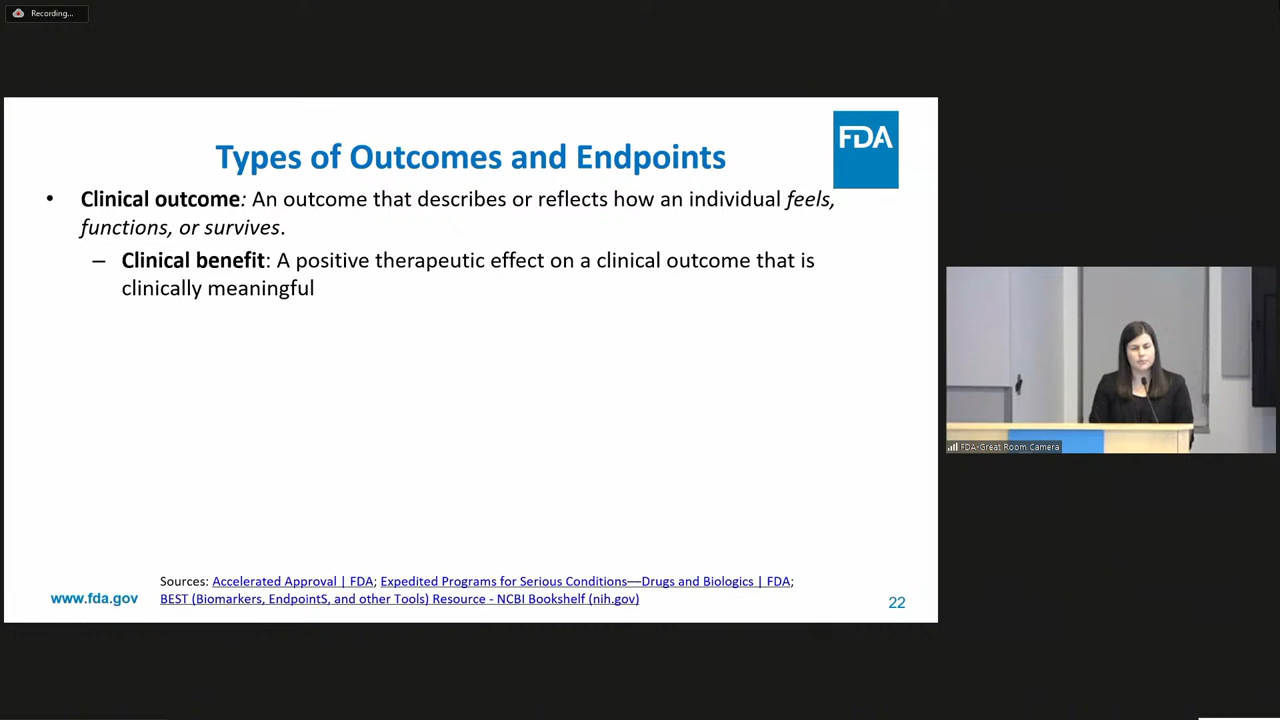 Recording...
FDA
Types of Outcomes and Endpoints
• Clinical outcome: An outcome that describes or reflects how an individual feels,
functions, or survives.
– Clinical benefit: A positive therapeutic effect on a clinical outcome that is
clinically meaningful
FDA-Great Room Camera
Sources: Accelerated Approval | FDA; Expedited Programs for Serious Conditions––Drugs and Biologics | FDA;
BEST (Biomarkers, EndpointS, and other Tools) Resource - NCBI Bookshelf (nih.gov)
www.fda.gov
22